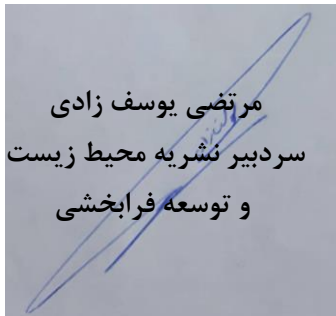 مرتضی یوسف زادی
سردبیر نشریه محیط زیست
و توسعه فرابخشی